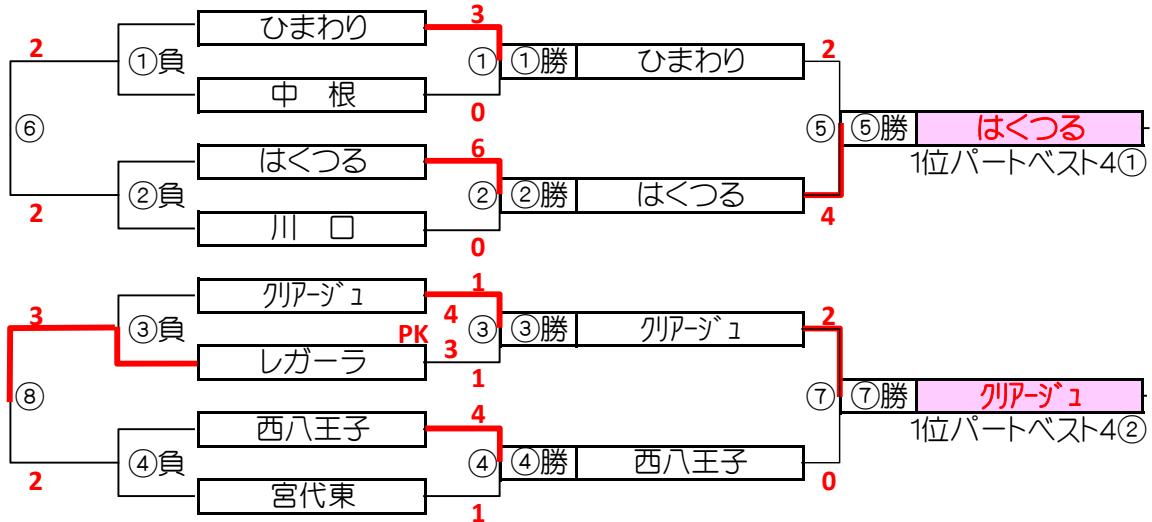 ひまわり 3
2 ①負 ① ①勝 ひまわり 2
中 根 0
⑥ ⑤ ⑤勝 はくつる
はくつる 6 1位パートベスト4①
②負 ② ②勝 はくつる
2 川 口 4
0
クリアージュ 1
3 ③負 4 ③ ③勝 クリアージュ 2
PK 3
レガーラ 1
⑧ ⑦ ⑦勝 クリアージュ
西八王子 4 1位パートベスト4②
④負 ④ ④勝 西八王子
2 宮代東 0
1